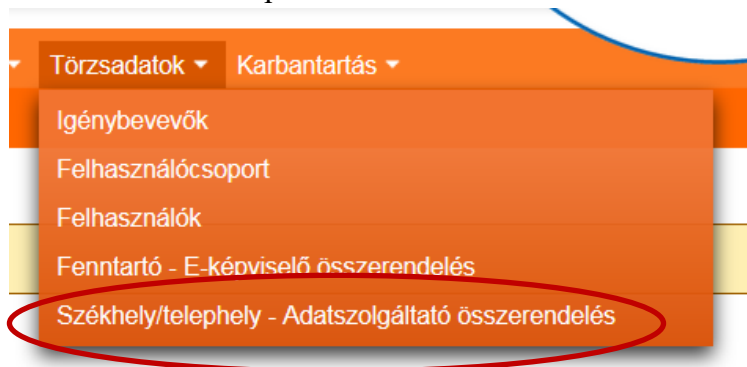 Törzsadatok Karbantartás
Igénybevevők
Felhasználócsoport
Felhasználók
Fenntartó - E-képviselő összerendelés
Székhely/telephely - Adatszolgáltató összerendelés